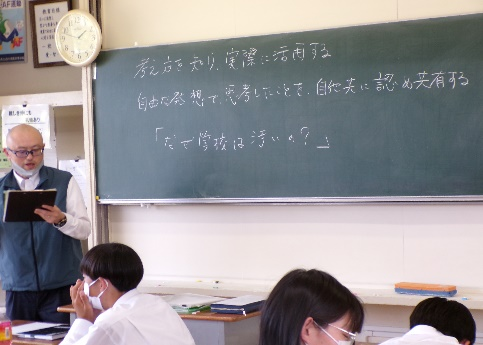 考え方を知り、実際に活用する
自由な発想で、思考したことを、自他共に認め共有する
「なぜ学校は汚いの？」